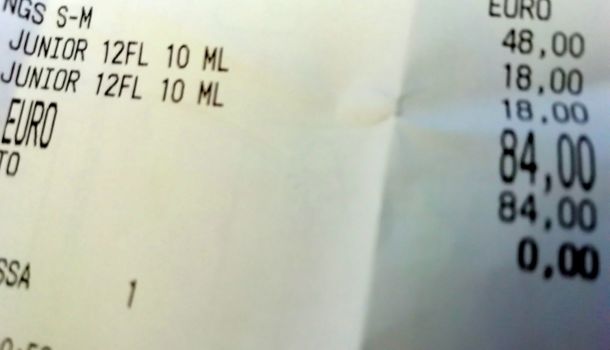 EURO
NGS S-M 48,00
JUNIOR 12FL 10 ML 18,00
JUNIOR 12FL 10 ML 18,00
EURO 84,00
TO 84,00
0,00
SSA 1